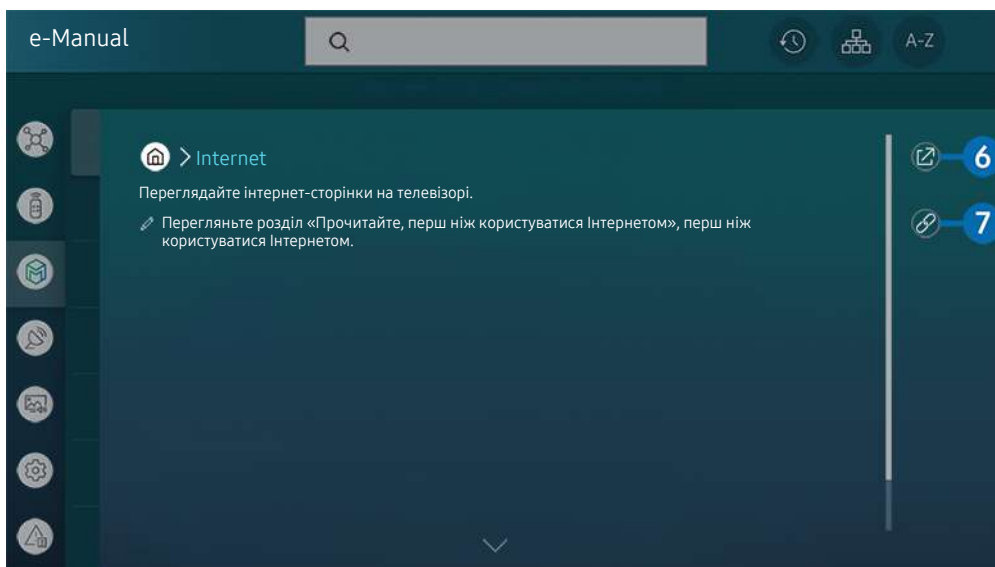 e-Manual
A-Z
Internet
6
Переглядайте інтернет-сторінки на телевізорі.
7
Перегляньте розділ «Прочитайте, перш ніж користуватися Інтернетом», перш ніж
користуватися Інтернетом.